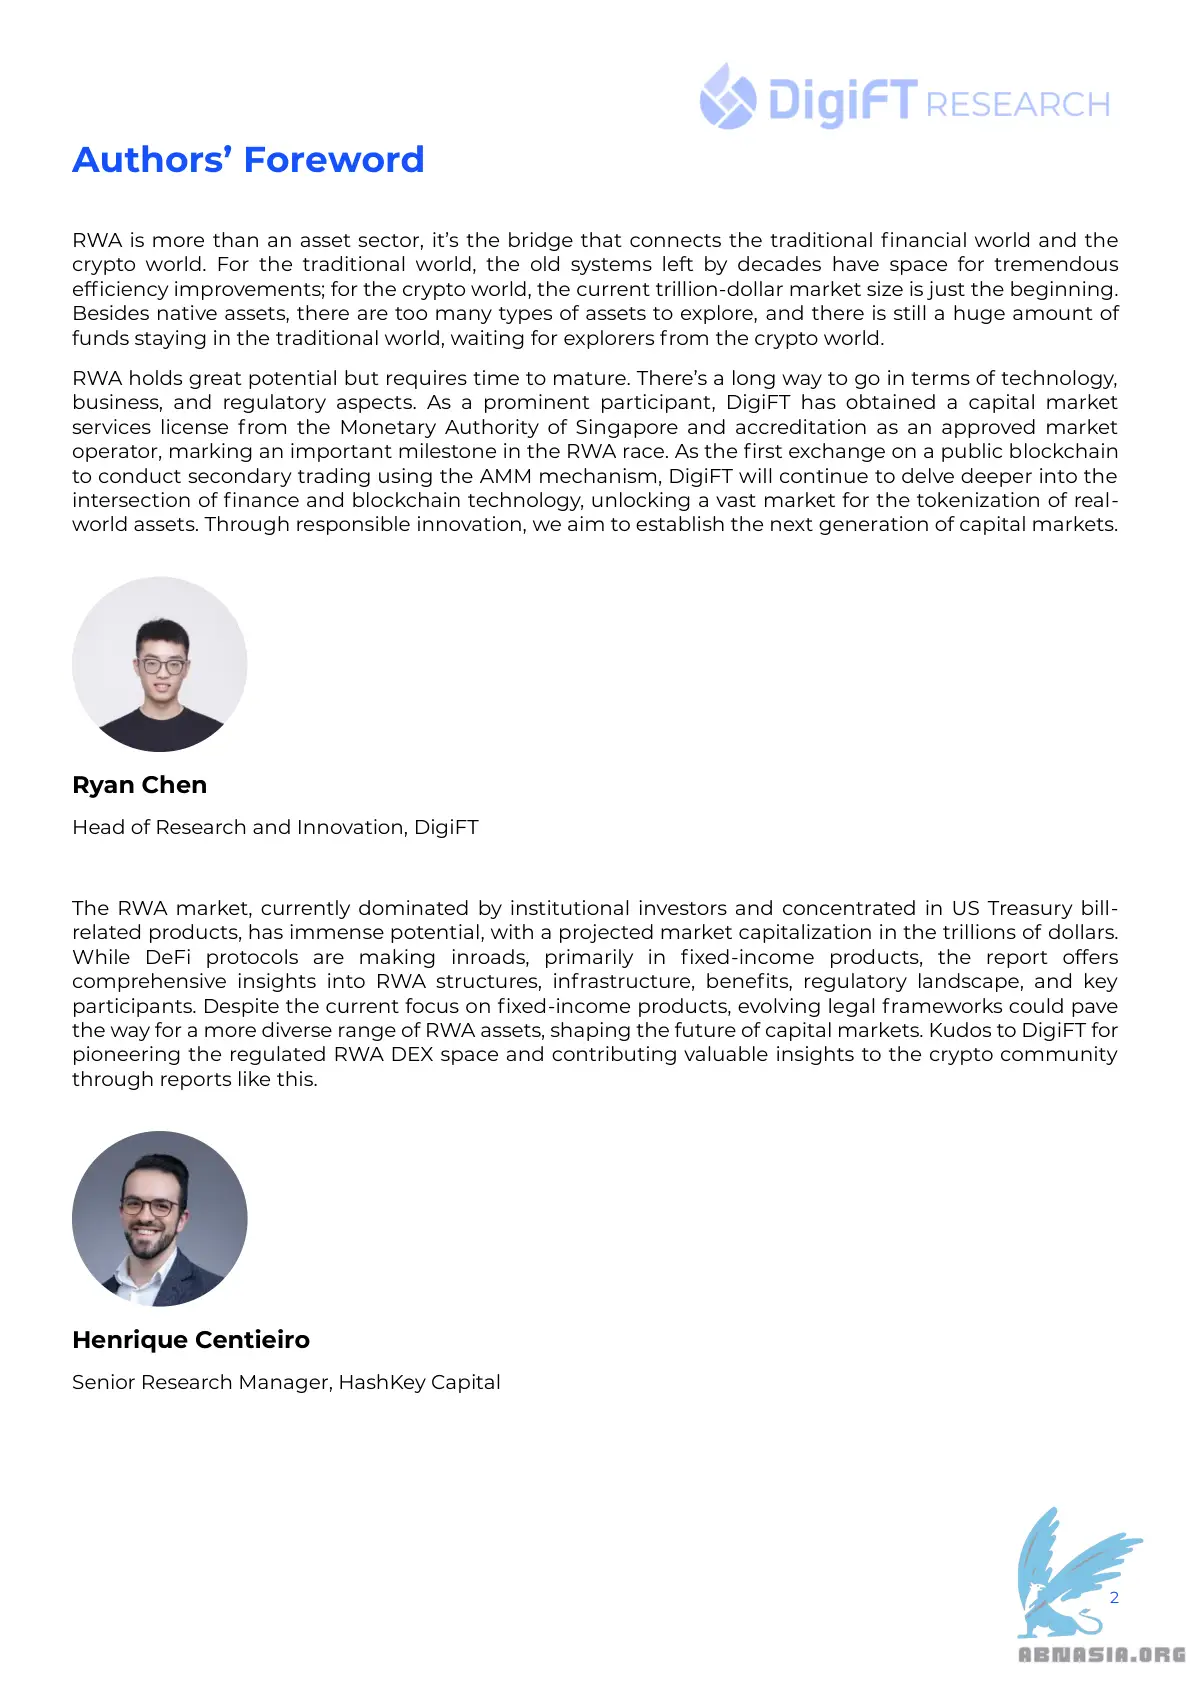 DigiFT RESEARCH
Authors’ Foreword
RWA is more than an asset sector, it’s the bridge that connects the traditional financial world and the
crypto world. For the traditional world, the old systems left by decades have space for tremendous
efficiency improvements; for the crypto world, the current trillion-dollar market size is just the beginning.
Besides native assets, there are too many types of assets to explore, and there is still a huge amount of
funds staying in the traditional world, waiting for explorers from the crypto world.
RWA holds great potential but requires time to mature. There’s a long way to go in terms of technology,
business, and regulatory aspects. As a prominent participant, DigiFT has obtained a capital market
services license from the Monetary Authority of Singapore and accreditation as an approved market
operator, marking an important milestone in the RWA race. As the first exchange on a public blockchain
to conduct secondary trading using the AMM mechanism, DigiFT will continue to delve deeper into the
intersection of finance and blockchain technology, unlocking a vast market for the tokenization of real-
world assets. Through responsible innovation, we aim to establish the next generation of capital markets.
Ryan Chen
Head of Research and Innovation, DigiFT
The RWA market, currently dominated by institutional investors and concentrated in US Treasury bill-
related products, has immense potential, with a projected market capitalization in the trillions of dollars.
While DeFi protocols are making inroads, primarily in fixed-income products, the report offers
comprehensive insights into RWA structures, infrastructure, benefits, regulatory landscape, and key
participants. Despite the current focus on fixed-income products, evolving legal frameworks could pave
the way for a more diverse range of RWA assets, shaping the future of capital markets. Kudos to DigiFT for
pioneering the regulated RWA DEX space and contributing valuable insights to the crypto community
through reports like this.
Henrique Centieiro
Senior Research Manager, HashKey Capital
2
ABNASIA.ORG